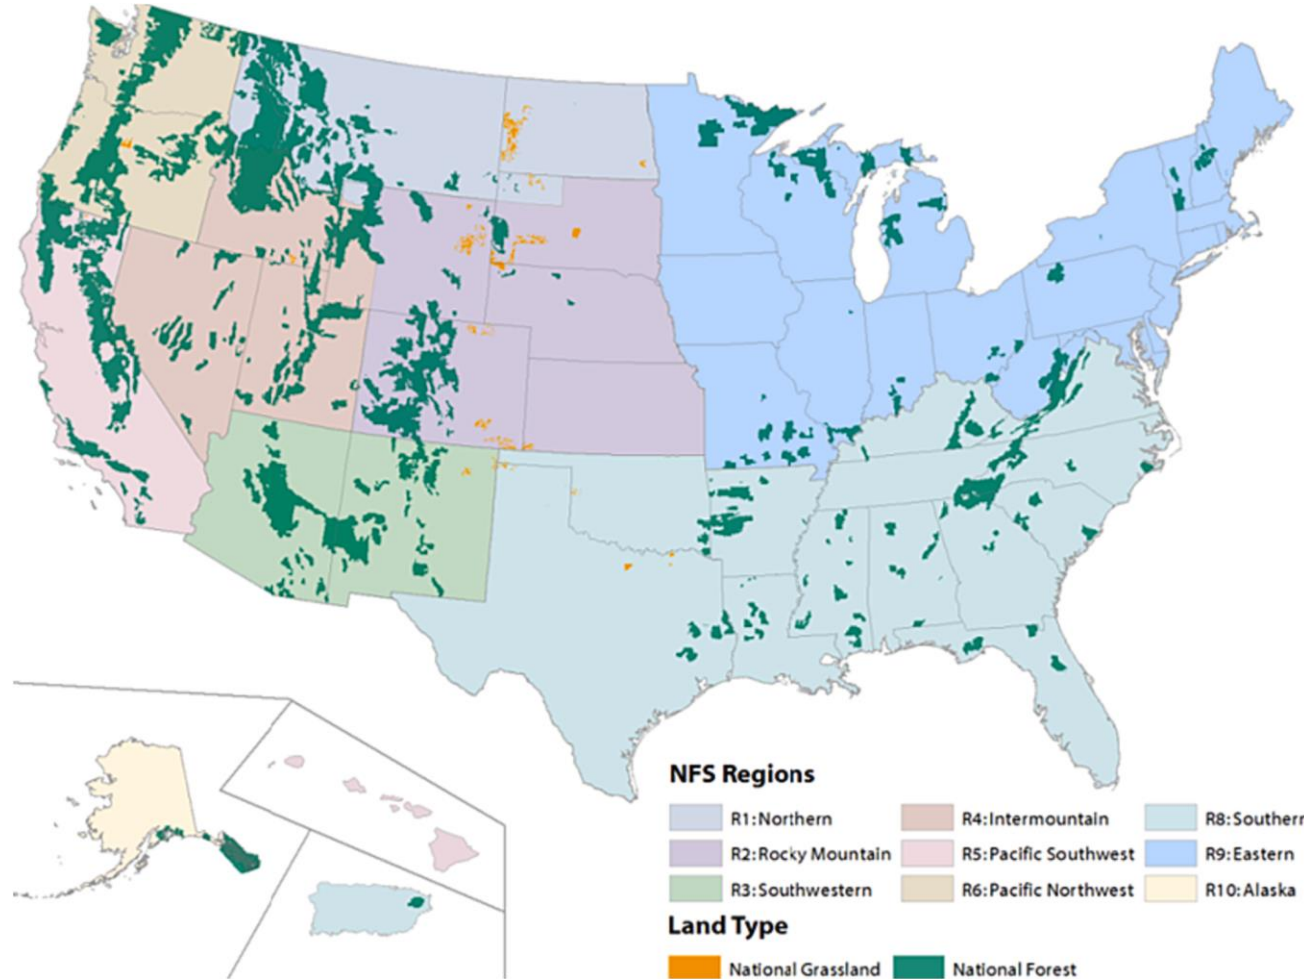 NFS Regions
R1:Northern R4:Intermountain R8:Southern
R2:Rocky Mountain R5:Pacific Southwest R9:Eastern
R3:Southwestern R6:Pacific Northwest R10:Alaska
Land Type
National Grassland National Forest